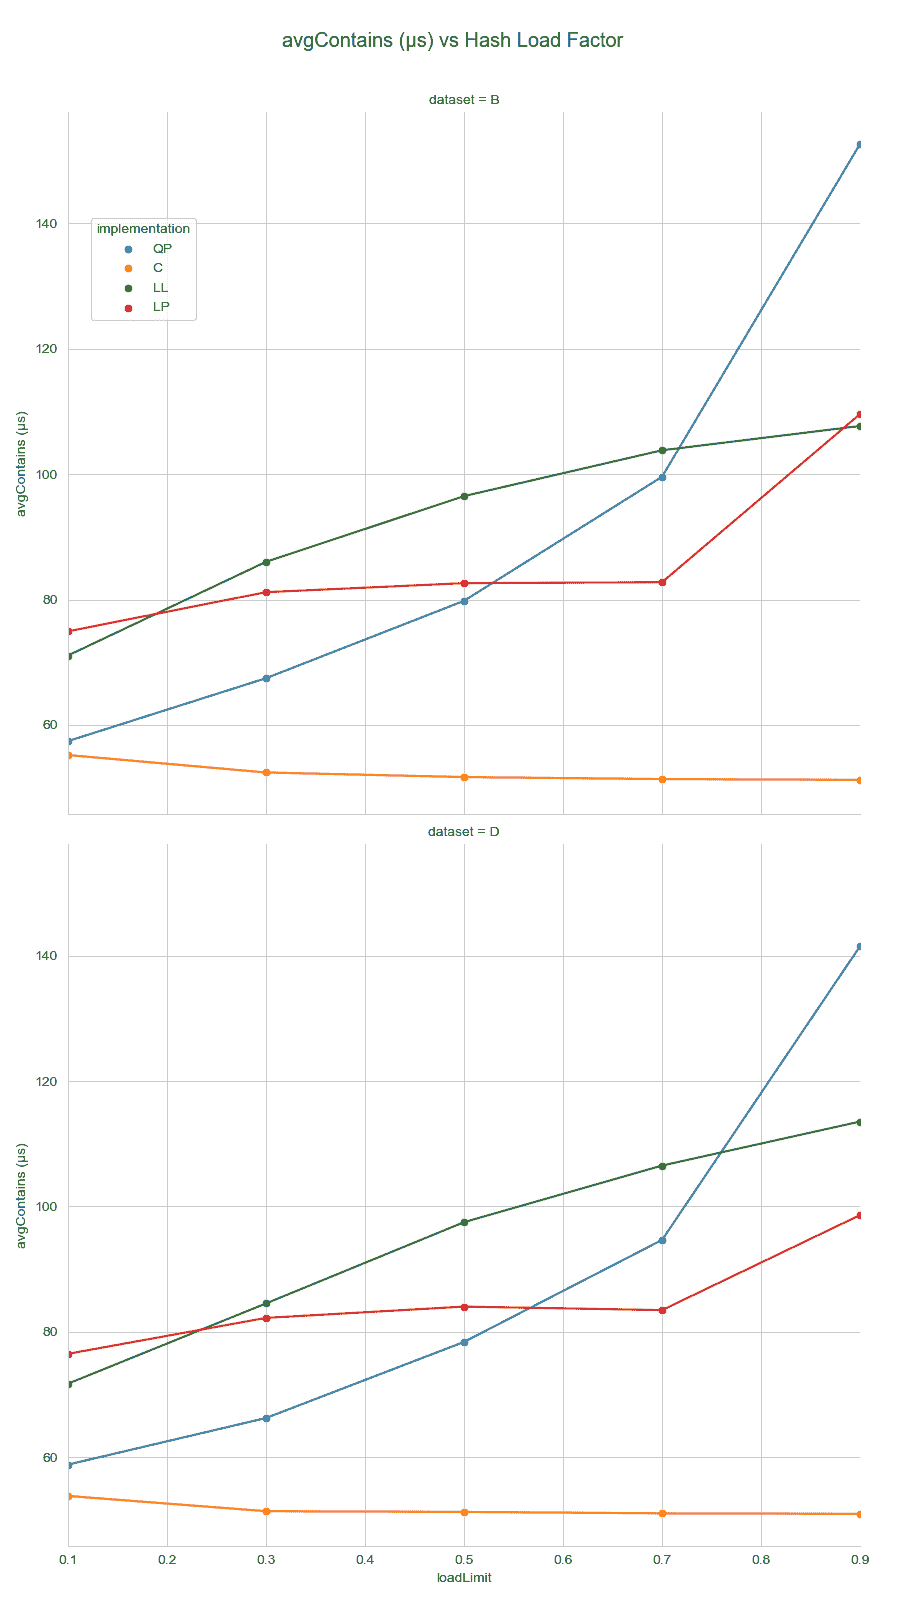 avgContains (μs) vs Hash Load Factor
dataset = B
140
120
100
80
60
avgContains (μs)
implementation
QP
C
LL
LP
dataset = D
140
120
100
80
60
avgContains (μs)
0.1 0.2 0.3 0.4 0.5 0.6 0.7 0.8 0.9
loadLimit